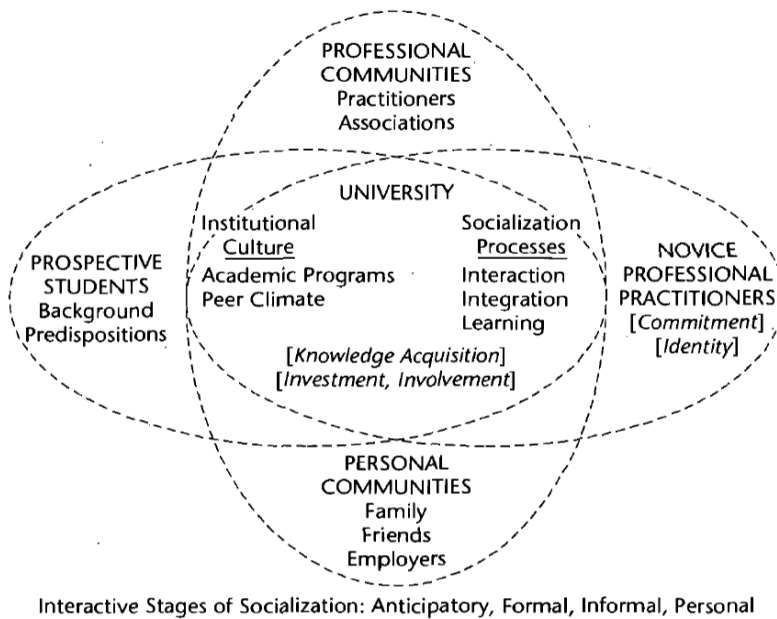 PROFESSIONAL
COMMUNITIES
Practitioners
Associations
UNIVERSITY
Institutional
Culture
Academic Programs
Peer Climate
Socialization
Processes
Interaction
Integration
Learning
PROSPECTIVE
STUDENTS
Background
Predispositions
NOVICE
PROFESSIONAL
PRACTITIONERS
[Commitment]
[Identity]
[Knowledge Acquisition]
[Investment, Involvement]
PERSONAL
COMMUNITIES
Family
Friends
Employers
Interactive Stages of Socialization: Anticipatory, Formal, Informal, Personal